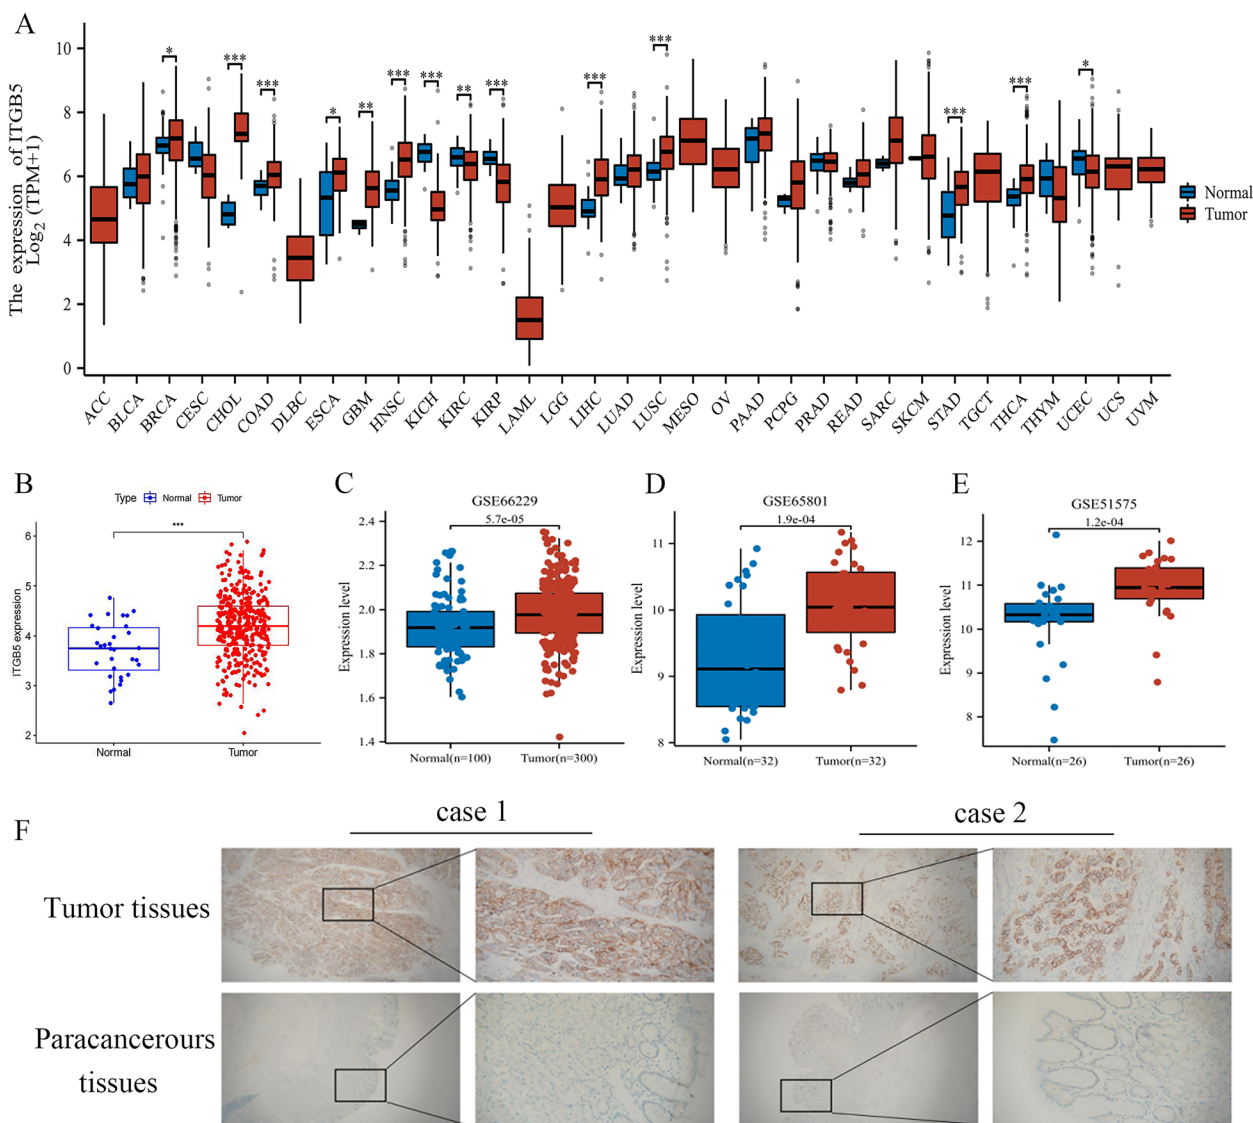 A
The expression of ITGB5
Log2 (TPM+1)
10
8
6
4
2
0
* *** *** * ** *** *** ** *** *** *** *** *** *
Normal
Tumor
ACC BLCA BRCA CESC CHOL COAD DLBC ESCA GBM HNSC KICH KIRC KIRP LAML LGG LIHC LUAD LUSC MESO OV PAAD PCPG PRAD READ SARC SKCM STAD TGCT THCA THYM UCEC UCS UVM
B
Type Normal Tumor
***
ITGB5 expression
6
5
4
3
2
Normal Tumor
C
GSE66229
5.7e-05
Expression level
2.4
2.2
2.0
1.8
1.6
1.4
Normal(n=100) Tumor(n=300)
D
GSE65801
1.9e-04
Expression level
11
10
9
8
Normal(n=32) Tumor(n=32)
E
GSE51575
1.2e-04
Expression level
12
11
10
9
8
Normal(n=26) Tumor(n=26)
F
case 1
case 2
Tumor tissues
Paracancerours
tissues